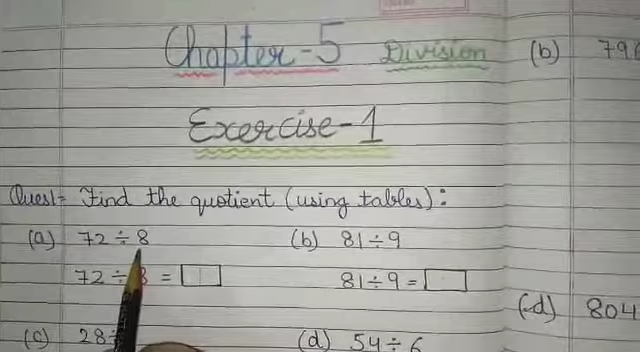 Chapter-5 Division
Exercise-1
Ques1= Find the quotient (using tables):
(a) 72÷8 (b) 81÷9
72÷8 = 81÷9 =
(c) 28÷ (d) 54÷6
(b) 79
(d) 804